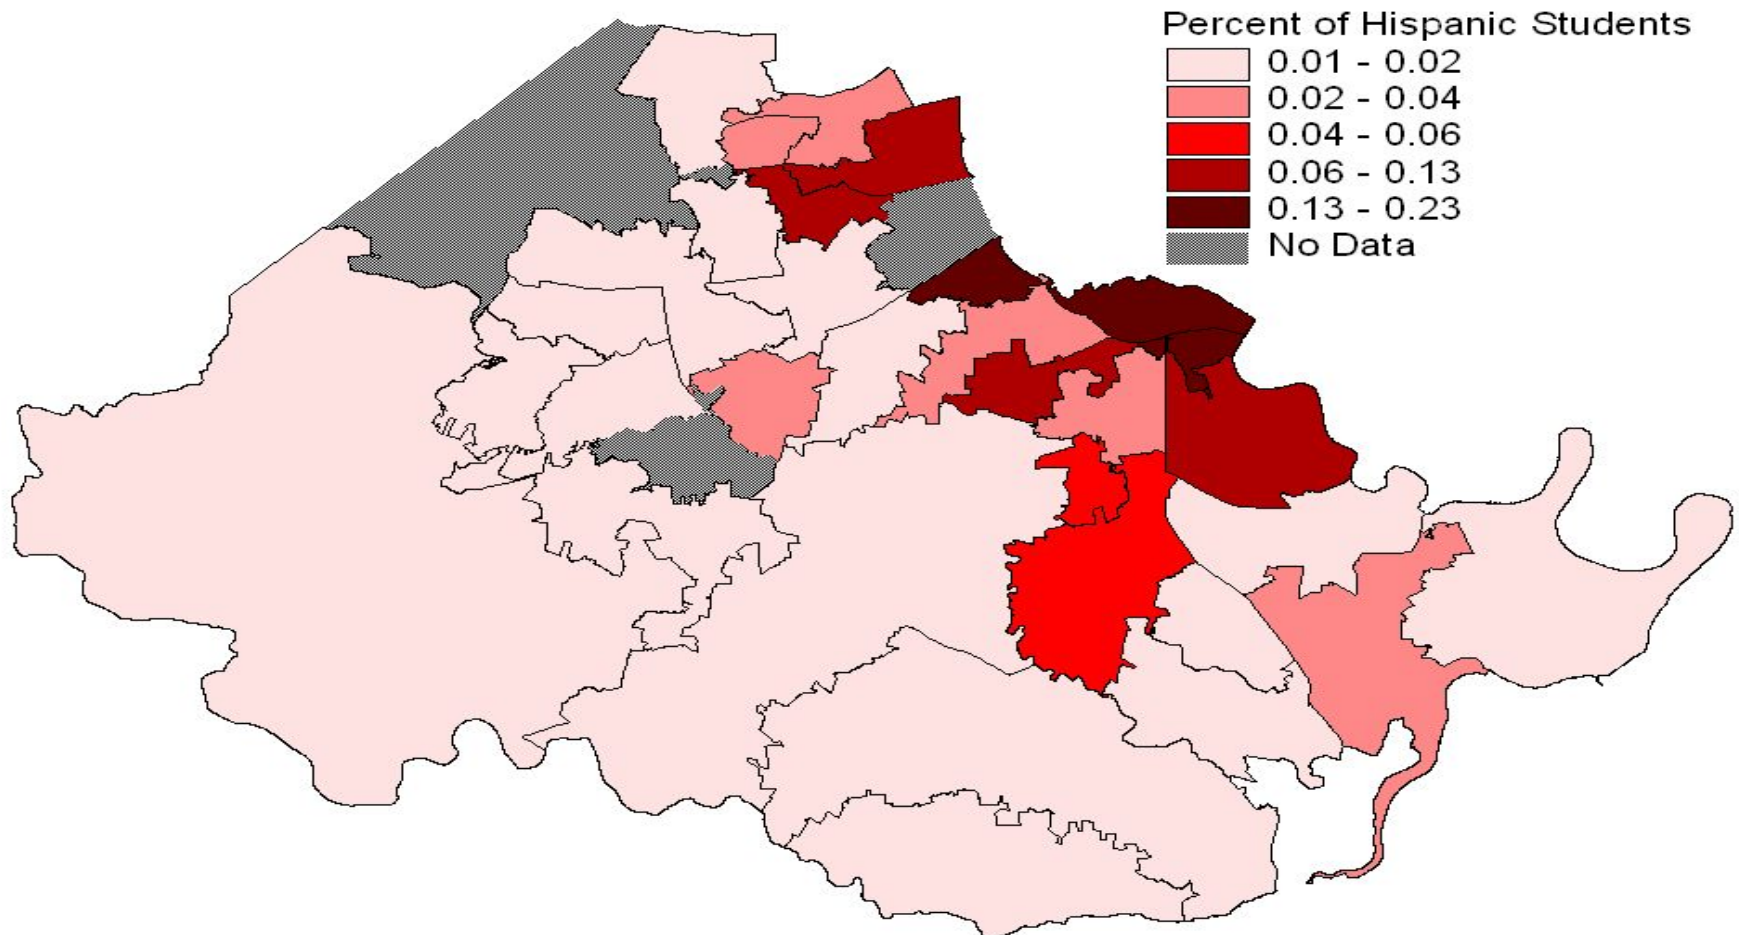 Percent of Hispanic Students
0.01 - 0.02
0.02 - 0.04
0.04 - 0.06
0.06 - 0.13
0.13 - 0.23
No Data